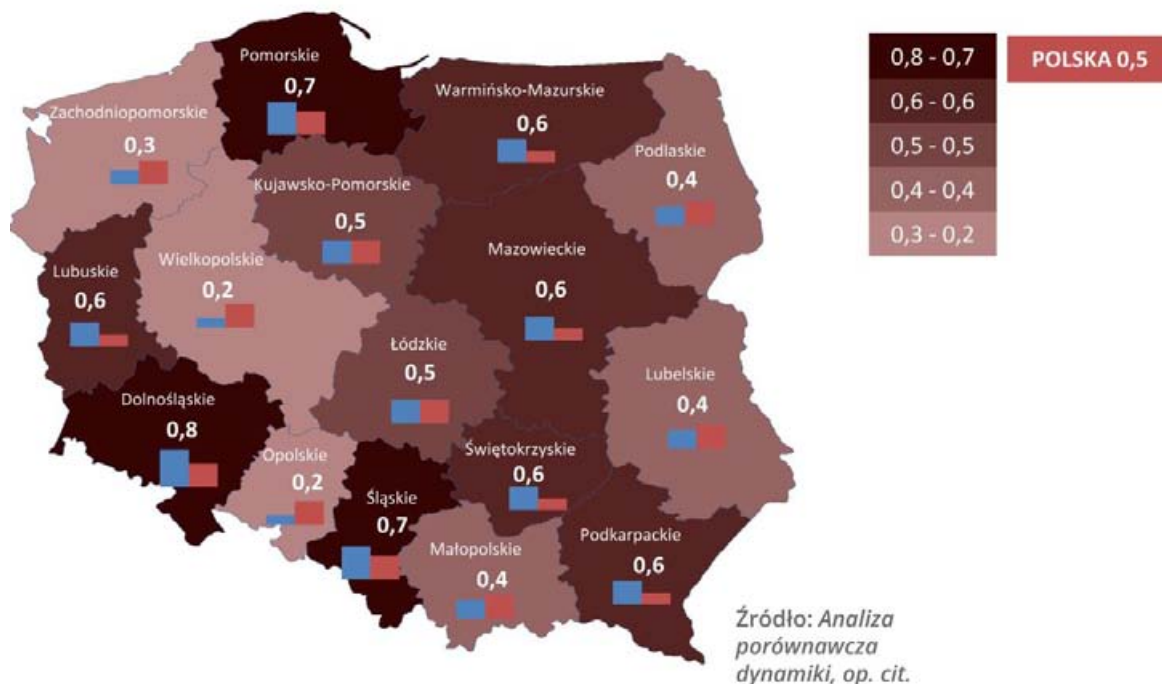 Pomorskie
0,7
Warmińsko-Mazurskie
0,6
Zachodniopomorskie
0,3
Podlaskie
0,4
Kujawsko-Pomorskie
0,5
Mazowieckie
0,6
Lubuskie
0,6
Wielkopolskie
0,2
Łódzkie
0,5
Lubelskie
0,4
Dolnośląskie
0,8
Opolskie
0,2
Śląskie
0,7
Świętokrzyskie
0,6
Małopolskie
0,4
Podkarpackie
0,6
0,8 - 0,7
0,6 - 0,6
0,5 - 0,5
0,4 - 0,4
0,3 - 0,2
POLSKA 0,5
Źródło: Analiza
porównawcza
dynamiki, op. cit.